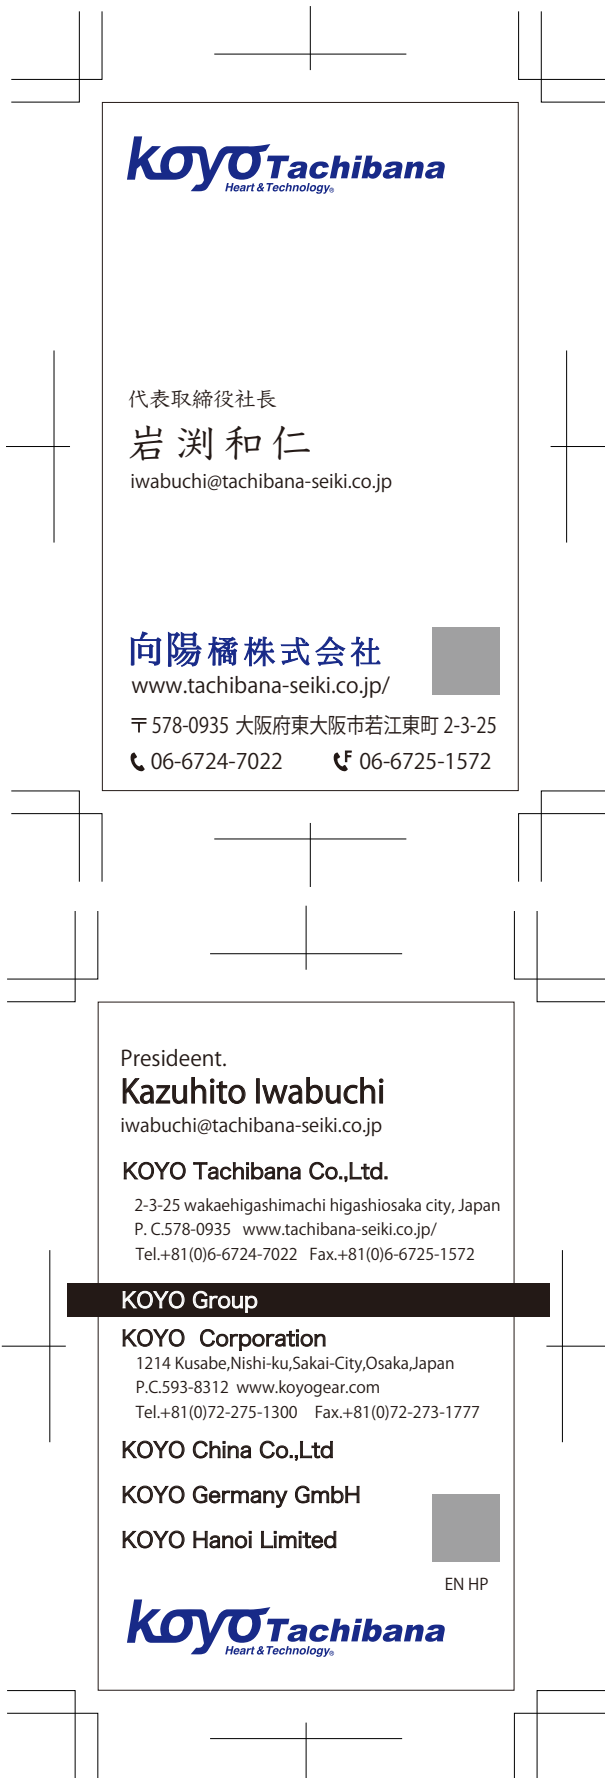 koyo Tachibana
Heart & Technology®
代表取締役社長
岩渕和仁
iwabuchi@tachibana-seiki.co.jp
向陽橘株式会社
www.tachibana-seiki.co.jp/
〒578-0935 大阪府東大阪市若江東町 2-3-25
06-6724-7022 F 06-6725-1572
Presideent.
Kazuhito Iwabuchi
iwabuchi@tachibana-seiki.co.jp
KOYO Tachibana Co.,Ltd.
2-3-25 wakaehigashimachi higashiosaka city, Japan
P. C.578-0935 www.tachibana-seiki.co.jp/
Tel.+81(0)6-6724-7022 Fax.+81(0)6-6725-1572
KOYO Group
KOYO Corporation
1214 Kusabe,Nishi-ku,Sakai-City,Osaka,Japan
P.C.593-8312 www.koyogear.com
Tel.+81(0)72-275-1300 Fax.+81(0)72-273-1777
KOYO China Co.,Ltd
KOYO Germany GmbH
KOYO Hanoi Limited
EN HP
koyo Tachibana
Heart & Technology®